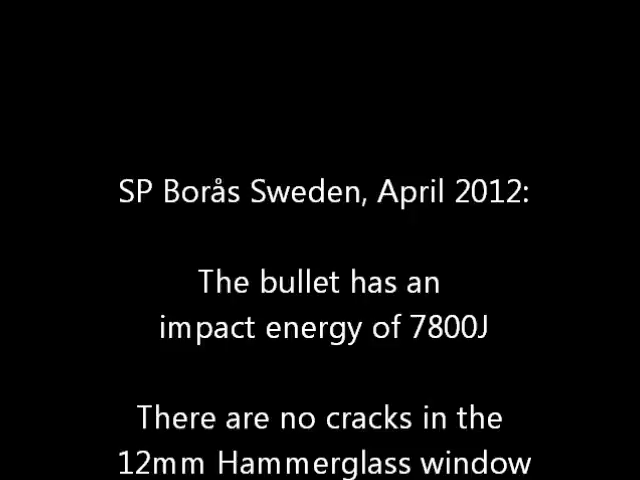 SP Borås Sweden, April 2012:
The bullet has an
impact energy of 7800J
There are no cracks in the
12mm Hammerglass window